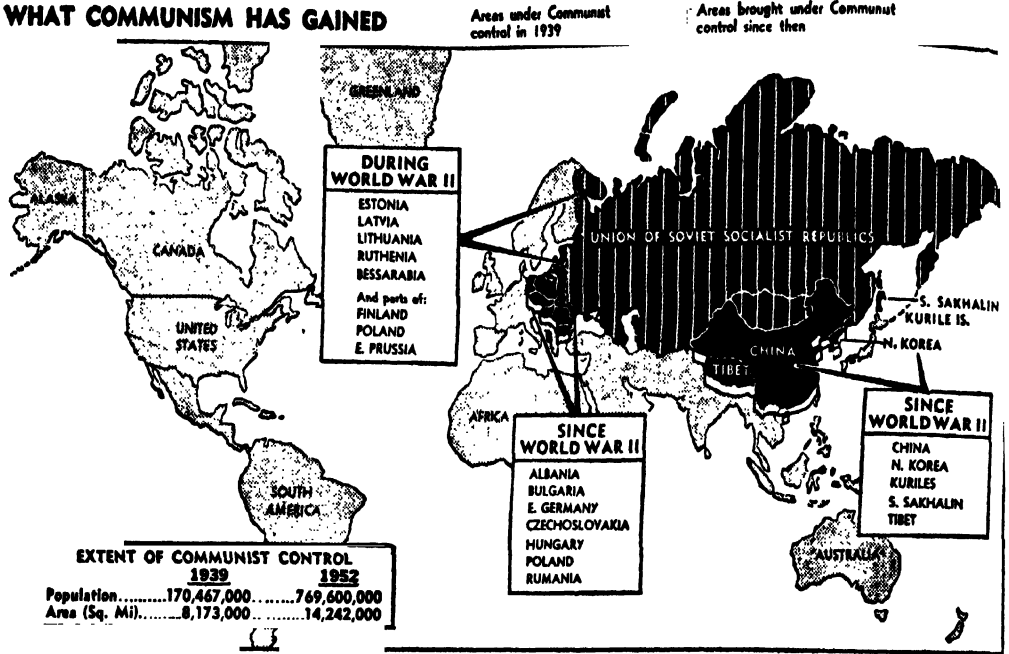 WHAT COMMUNISM HAS GAINED
Areas under Communist
control in 1939
Areas brought under Communist
control since then
GREENLAND
ALASKA
CANADA
UNITED
STATES
DURING
WORLD WAR II
ESTONIA
LATVIA
LITHUANIA
RUTHENIA
BESSARABIA
And parts of:
FINLAND
POLAND
E. PRUSSIA
UNION OF SOVIET SOCIALIST REPUBLICS
S. SAKHALIN
KURILE IS.
N. KOREA
CHINA
TIBET
AFRICA
SOUTH
AMERICA
AUSTRALIA
SINCE
WORLD WAR II
ALBANIA
BULGARIA
E. GERMANY
CZECHOSLOVAKIA
HUNGARY
POLAND
RUMANIA
SINCE
WORLD WAR II
CHINA
N. KOREA
KURILES
S. SAKHALIN
TIBET
EXTENT OF COMMUNIST CONTROL
1939 1952
Population.........170,467,000.......769,600,000
Area (Sq. Mi).......8,173,000.......14,242,000